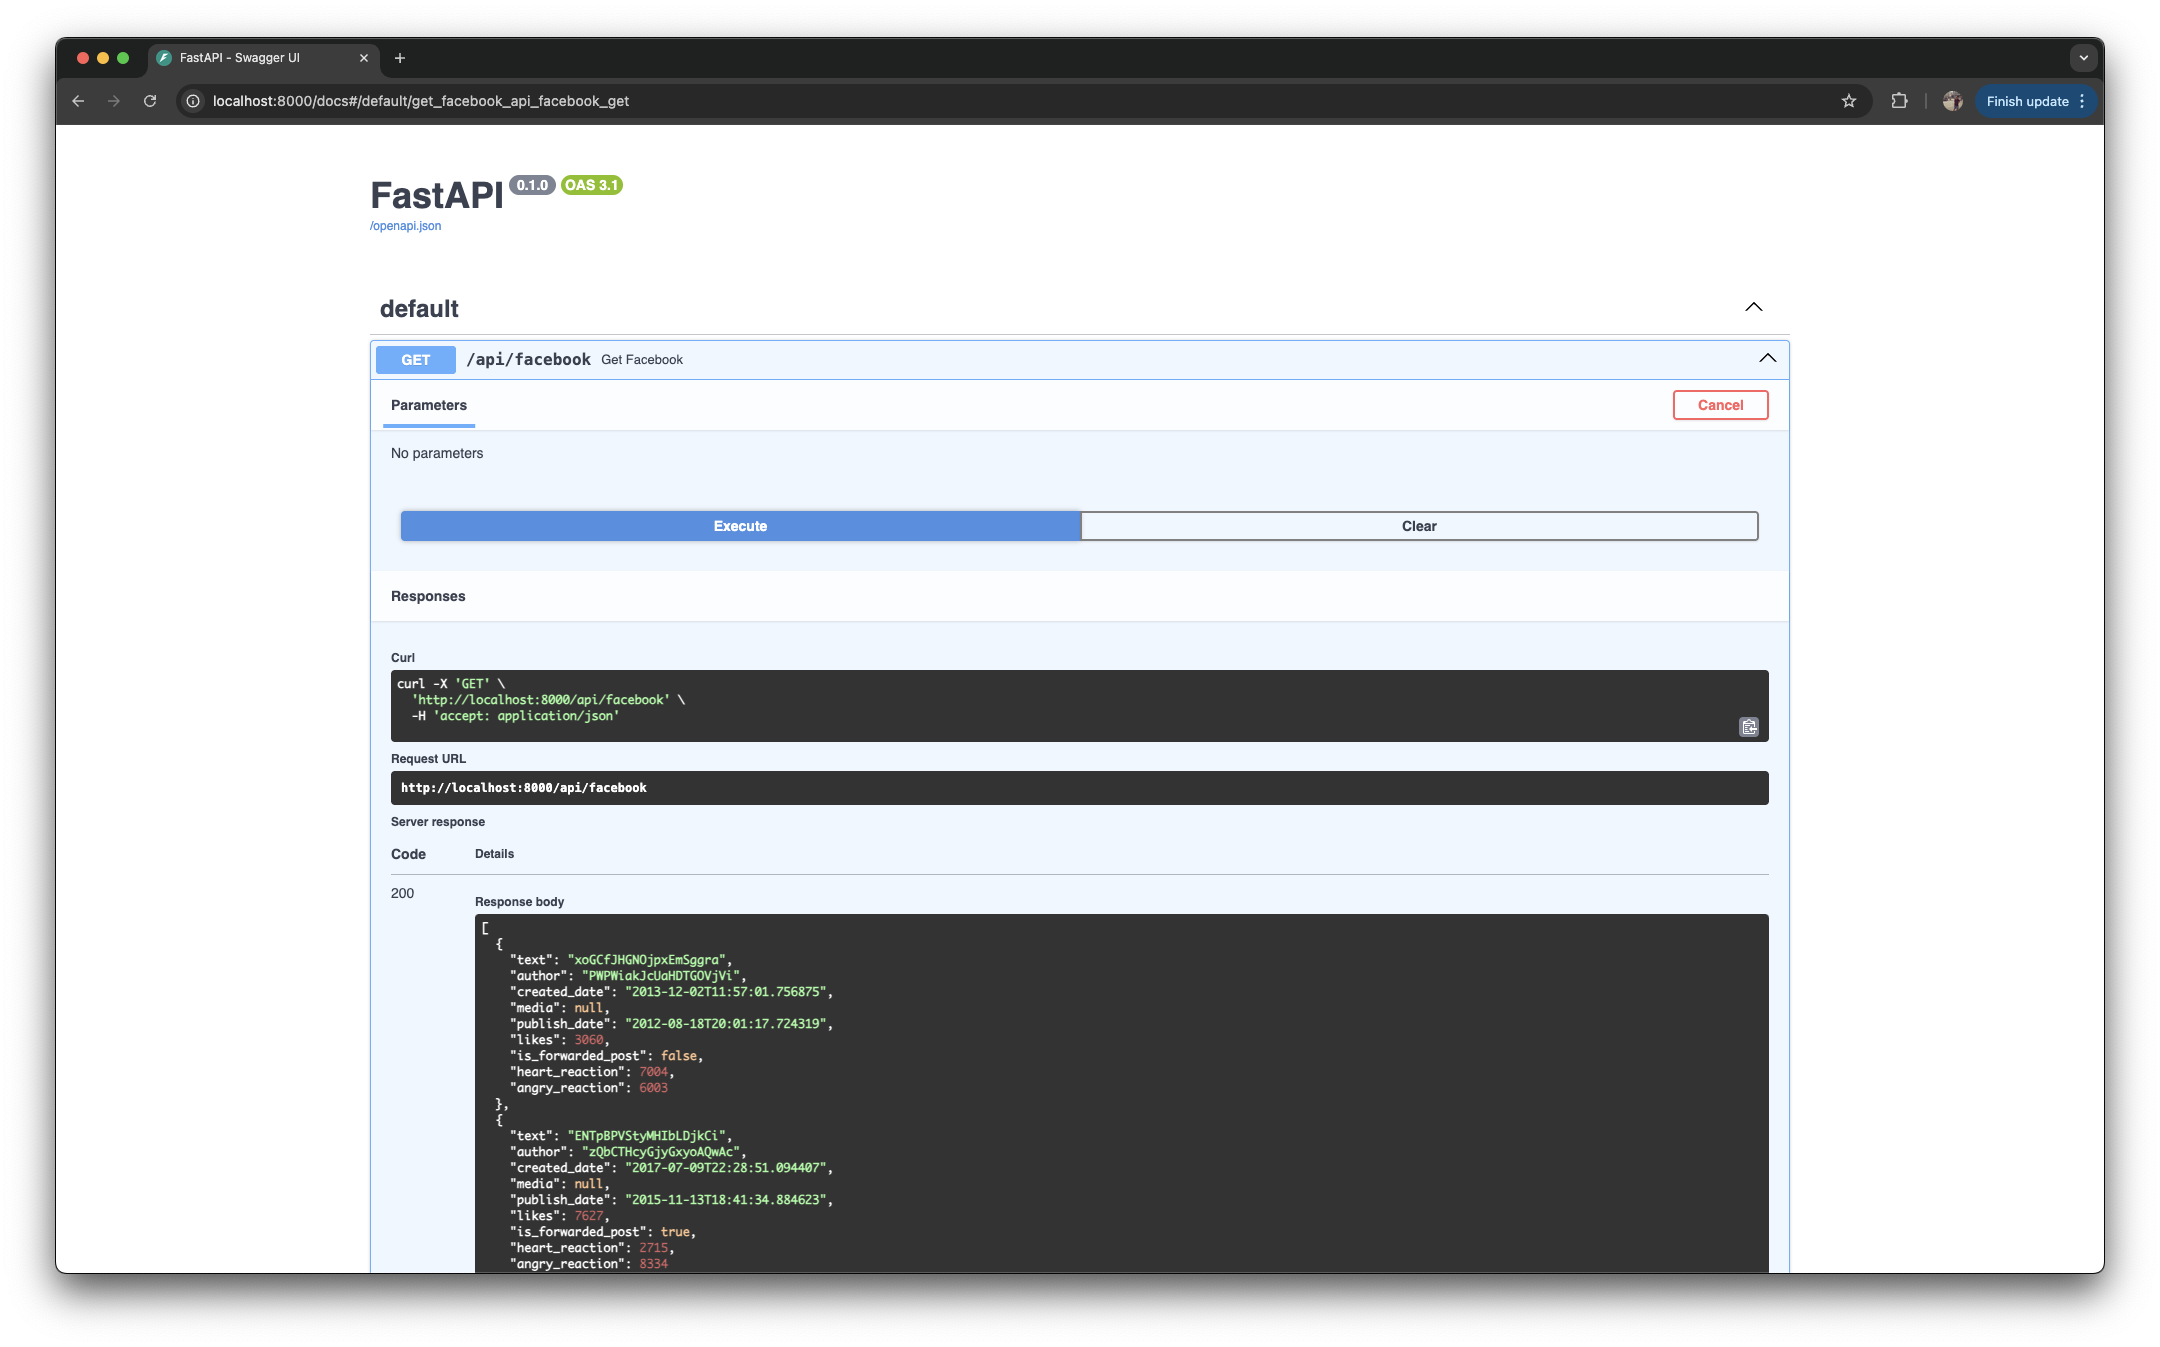 FastAPI - Swagger UI
localhost:8000/docs#/default/get_facebook_api_facebook_get
Finish update
FastAPI 0.1.0 OAS 3.1
/openapi.json
default
GET /api/facebook Get Facebook
Parameters
Cancel
No parameters
Execute
Clear
Responses
Curl
curl -X 'GET' \
'http://localhost:8000/api/facebook' \
-H 'accept: application/json'
Request URL
http://localhost:8000/api/facebook
Server response
Code Details
200
Response body
[
{
"text": "xoGCfJHGNOjpxEmSggra",
"author": "PWPWiakJcUaHDTGOVjVi",
"created_date": "2013-12-02T11:57:01.756875",
"media": null,
"publish_date": "2012-08-18T20:01:17.724319",
"likes": 3060,
"is_forwarded_post": false,
"heart_reaction": 7004,
"angry_reaction": 6003
},
{
"text": "ENTpBPVStyMHIbLDjkCi",
"author": "zQbCTHcyGjyGxyoAQwAc",
"created_date": "2017-07-09T22:28:51.094407",
"media": null,
"publish_date": "2015-11-13T18:41:34.884623",
"likes": 7627,
"is_forwarded_post": true,
"heart_reaction": 2715,
"angry_reaction": 8334